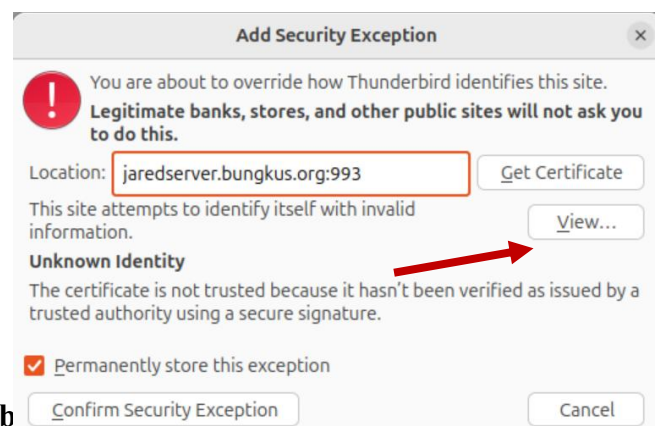 Add Security Exception
You are about to override how Thunderbird identifies this site.
Legitimate banks, stores, and other public sites will not ask you
to do this.
Location: jaredserver.bungkus.org:993 Get Certificate
This site attempts to identify itself with invalid
information.
View...
Unknown Identity
The certificate is not trusted because it hasn't been verified as issued by a
trusted authority using a secure signature.
Permanently store this exception
b Confirm Security Exception Cancel